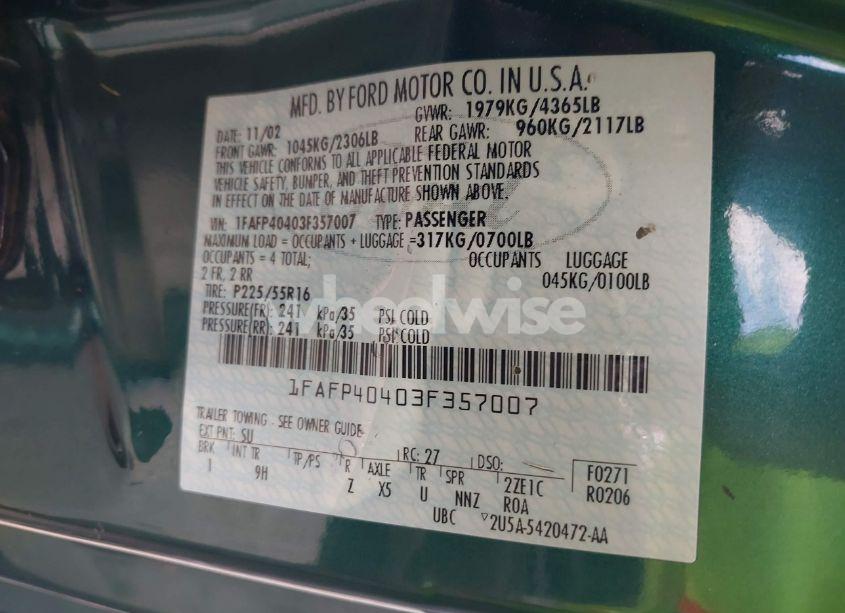 MFD. BY FORD MOTOR CO. IN U.S.A.
DATE: 11/02 GVWR: 1979KG/4365LB
FRONT GAWR: 1045KG/2306LB REAR GAWR: 960KG/2117LB
THIS VEHICLE CONFORMS TO ALL APPLICABLE FEDERAL MOTOR
VEHICLE SAFETY, BUMPER, AND THEFT PREVENTION STANDARDS
IN EFFECT ON THE DATE OF MANUFACTURE SHOWN ABOVE.
VIN: 1FAFP40403F357007 TYPE: PASSENGER
MAXIMUM LOAD = OCCUPANTS + LUGGAGE =317KG/0700LB
OCCUPANTS = 4 TOTAL; OCCUPANTS LUGGAGE
2 FR, 2 RR 045KG/0100LB
TIRE: P225/55R16
wheelwise
PRESSURE(FR) 241 kPa/35 PSI COLD
PRESSURE(RR) 241 kPa/35 PSI COLD
1FAFP40403F357007
TRAILER TOWING - SEE OWNER GUIDE
EXT PNT: SU RC: 27 DSO: F0271
BRK INT TR TP/PS R AXLE TR SPR 2ZE1C R0206
1 9H Z X5 U NNZ ROA
UBC ▽2U5A-5420472-AA